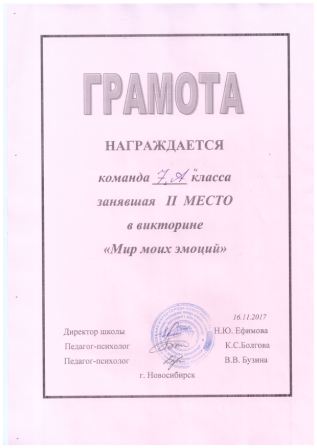 ГРАМОТА
НАГРАЖДАЕТСЯ
команда 7 "А" класса
занявшая II МЕСТО
в викторине
«Мир моих эмоций»
16.11.2017
Директор школы Н.Ю. Ефимова
Педагог-психолог К.С.Болгова
Педагог-психолог В.В. Бузина
г. Новосибирск